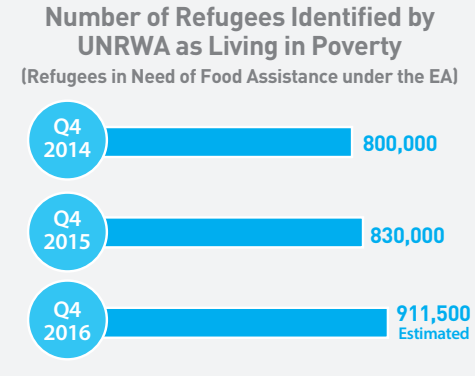 Number of Refugees Identified by
UNRWA as Living in Poverty
(Refugees in Need of Food Assistance under the EA)
Q4
2014
800,000
Q4
2015
830,000
Q4
2016
911,500
Estimated